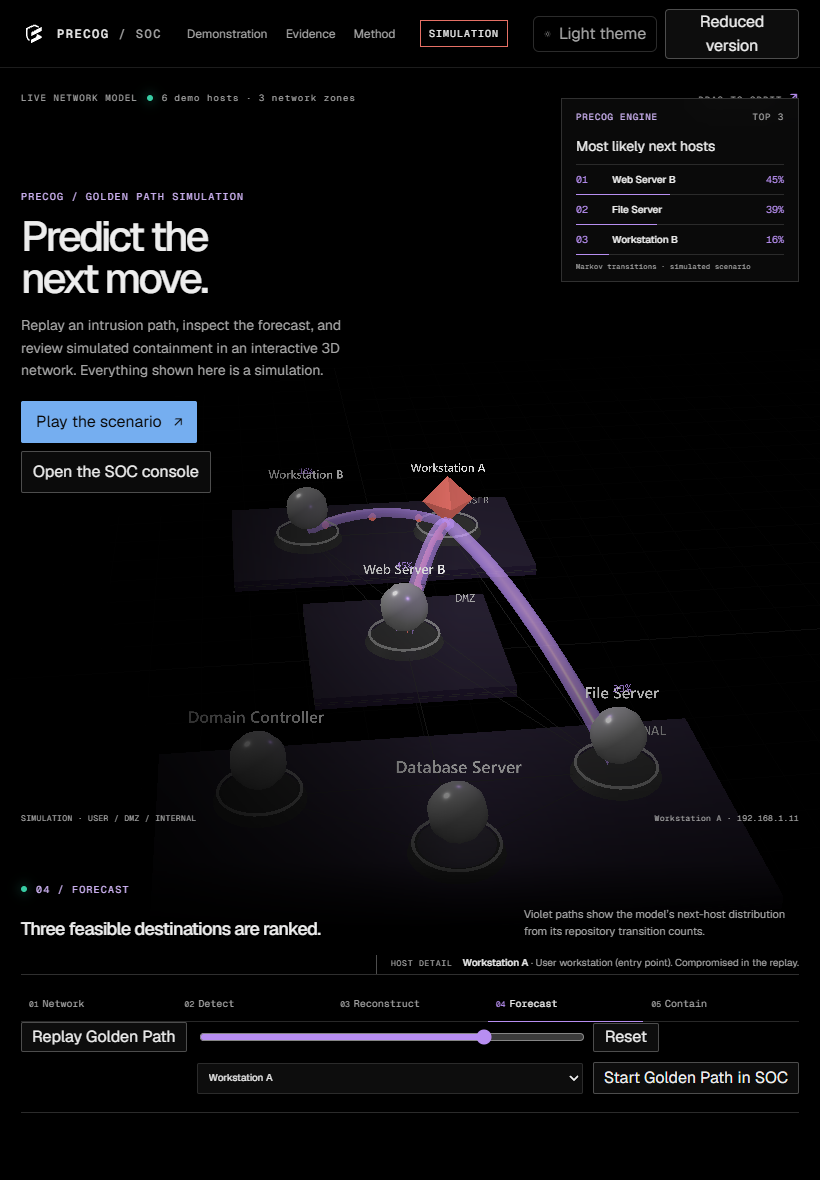 PRECOG / SOC
Demonstration
Evidence
Method
SIMULATION
Light theme
Reduced
version
LIVE NETWORK MODEL
6 demo hosts · 3 network zones
PRECOG ENGINE
TOP 3
Most likely next hosts
01 Web Server B 45%
02 File Server 39%
03 Workstation B 16%
Markov transitions · simulated scenario
PRECOG / GOLDEN PATH SIMULATION
Predict the
next move.
Replay an intrusion path, inspect the forecast, and
review simulated containment in an interactive 3D
network. Everything shown here is a simulation.
Play the scenario ↗
Open the SOC console
Workstation B
Workstation A
Web Server B
DMZ
File Server
Domain Controller
Database Server
SIMULATION · USER / DMZ / INTERNAL
Workstation A · 192.168.1.11
04 / FORECAST
Three feasible destinations are ranked.
Violet paths show the model's next-host distribution
from its repository transition counts.
HOST DETAIL Workstation A · User workstation (entry point). Compromised in the replay.
01 Network
02 Detect
03 Reconstruct
04 Forecast
05 Contain
Replay Golden Path
Reset
Workstation A
Start Golden Path in SOC